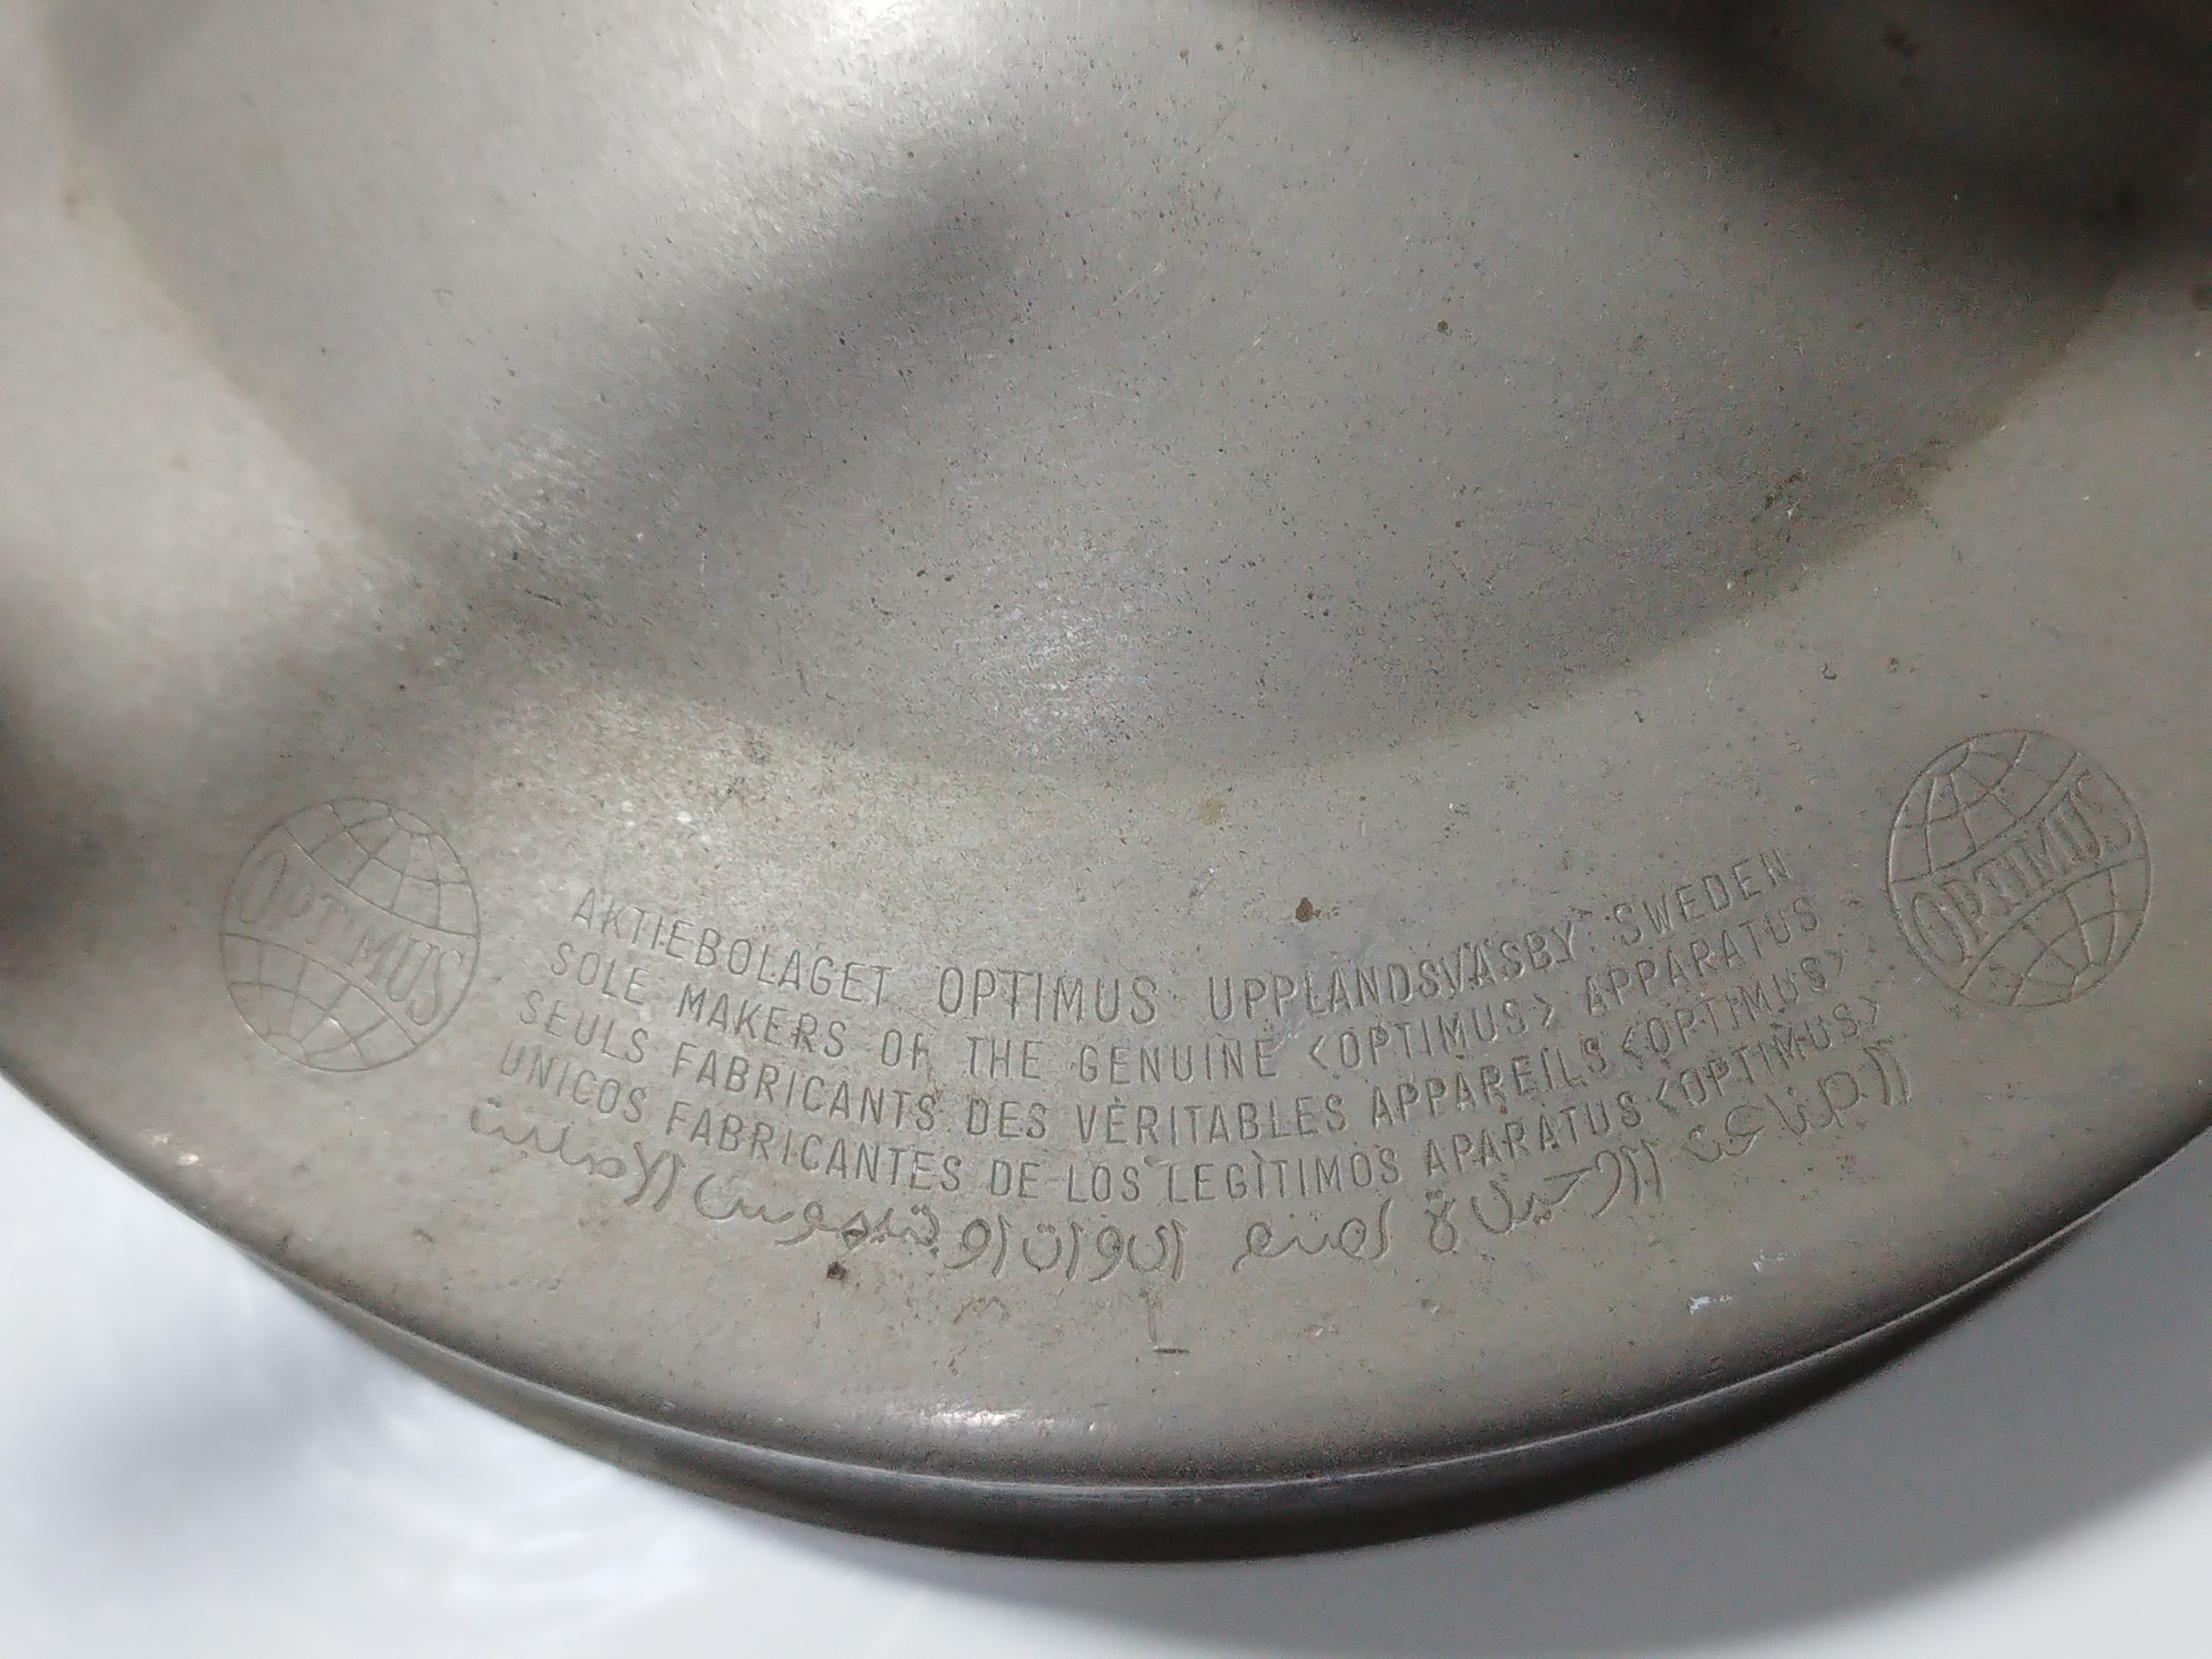 OPTIMUS
AKTIEBOLAGET OPTIMUS UPPLANDSVÄSBY. SWEDEN
SOLE MAKERS OF THE GENUINE <OPTIMUS> APPARATUS
SEULS FABRICANTS DES VÉRITABLES APPAREILS <OPTIMUS>
UNICOS FABRICANTES DE LOS LEGITIMOS APARATUS <OPTIMUS>
OPTIMUS
L